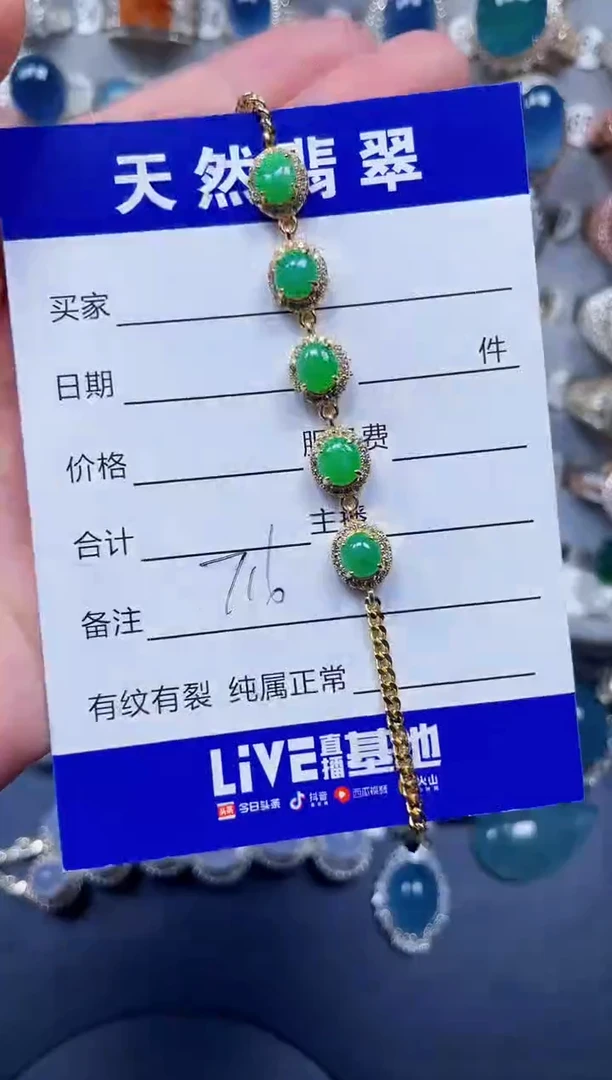 天然翡翠
买家
日期 件
价格 服务费
合计 主播
716
备注
有纹有裂 纯属正常
LiVE直播基地
头条 今日头条 抖音 西瓜视频 火山